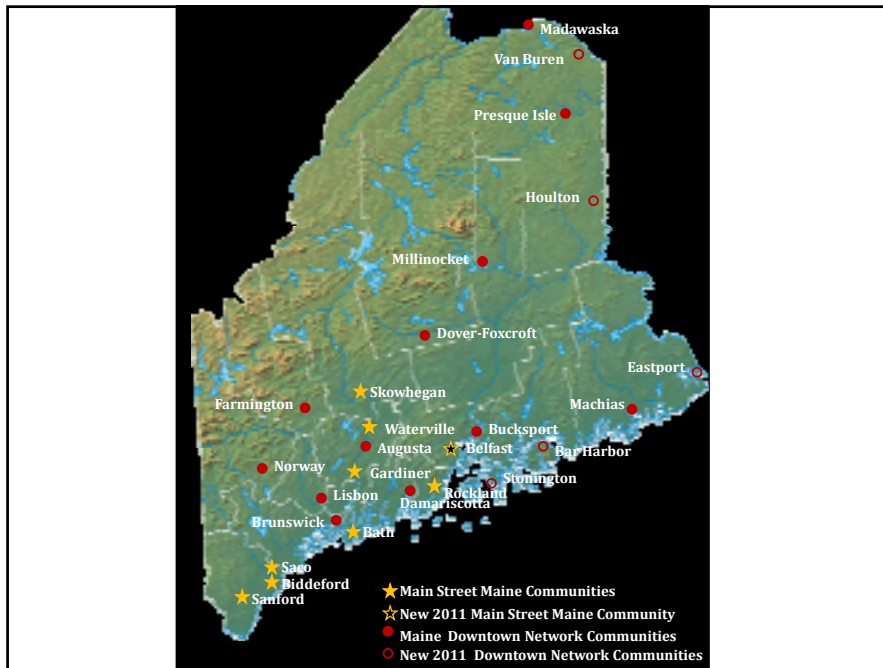 Madawaska
Van Buren
Presque Isle
Houlton
Millinocket
Dover-Foxcroft
Eastport
Skowhegan
Farmington
Machias
Waterville
Bucksport
Augusta
Belfast
Bar Harbor
Norway
Gardiner
Stonington
Rockland
Lisbon
Damariscotta
Brunswick
Bath
Saco
Biddeford
Sanford
Main Street Maine Communities
New 2011 Main Street Maine Community
Maine Downtown Network Communities
New 2011 Downtown Network Communities